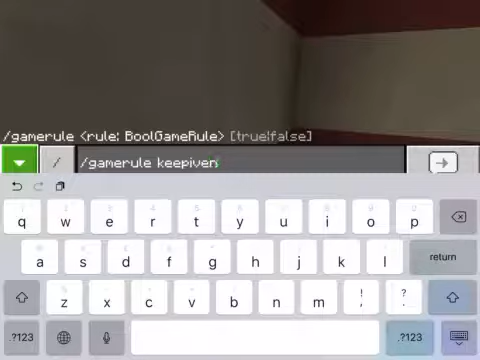 /gamerule <rule: BoolGameRule> [true|false]
/
/gamerule keepiven
q w e r t y u i o p
a s d f g h j k l return
z x c v b n m ! , ? .
.?123 .?123